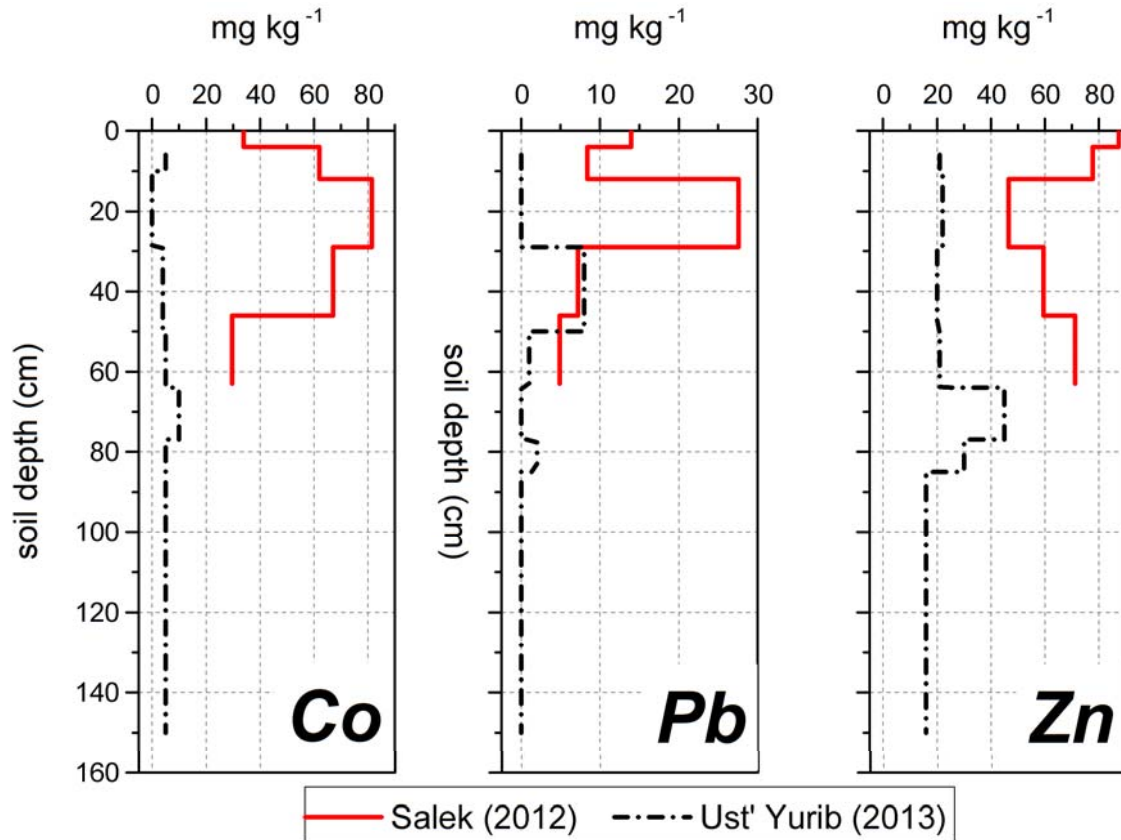 mg kg⁻¹ mg kg⁻¹ mg kg⁻¹
0 20 40 60 80 0 10 20 30 0 20 40 60 80
0
20
40
60
80
100
120
140
160
soil depth (cm)
soil depth (cm)
Co Pb Zn
Salek (2012) Ust' Yurib (2013)